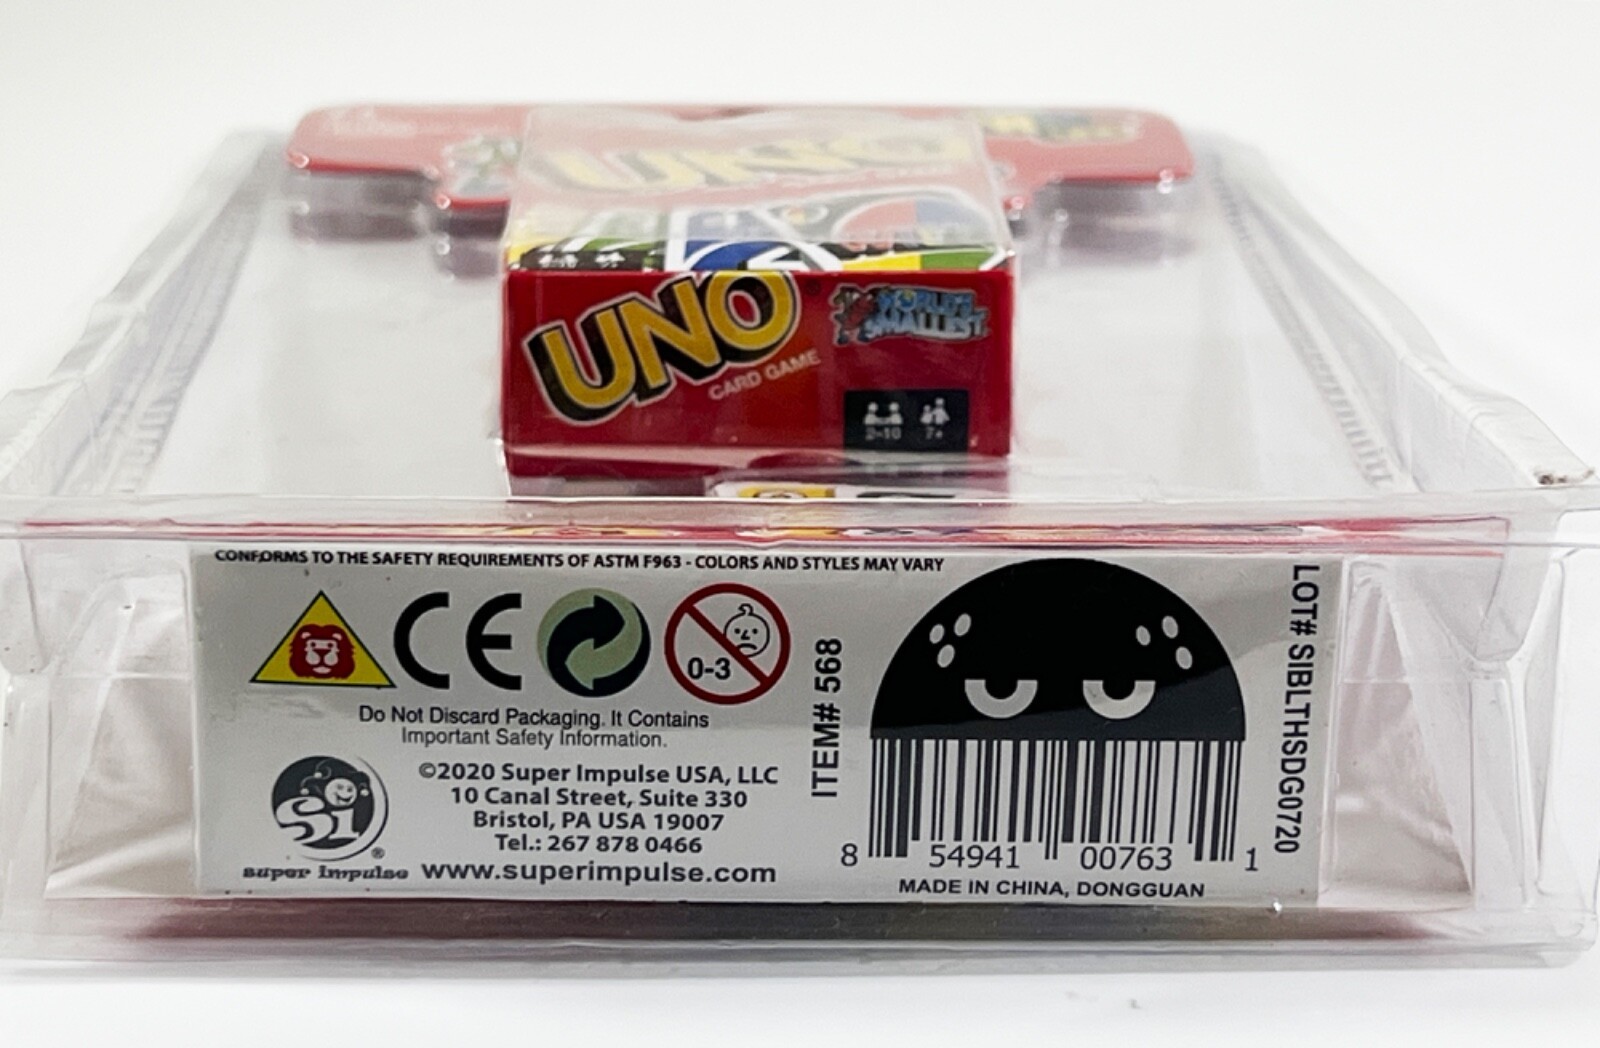 UNO
UNO®
CARD GAME
WORLD'S
SMALLEST
2-10 7+
CONFORMS TO THE SAFETY REQUIREMENTS OF ASTM F963 - COLORS AND STYLES MAY VARY
CE
0-3
Do Not Discard Packaging. It Contains
Important Safety Information.
Si®
super impulse
©2020 Super Impulse USA, LLC
10 Canal Street, Suite 330
Bristol, PA USA 19007
Tel.: 267 878 0466
www.superimpulse.com
ITEM# 568
8 54941 00763 1
MADE IN CHINA, DONGGUAN
LOT# SIBLTHSDG0720